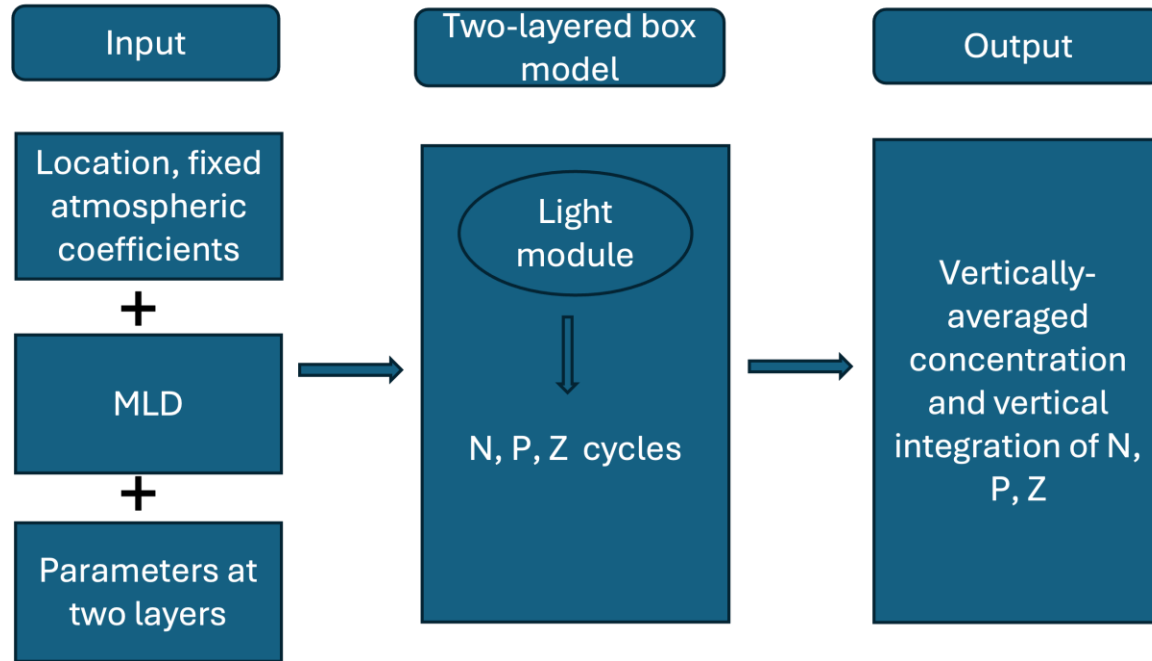 Input
Two-layered box
model
Output
Location, fixed
atmospheric
coefficients
+
MLD
+
Parameters at
two layers
Light
module
N, P, Z cycles
Vertically-
averaged
concentration
and vertical
integration of N,
P, Z